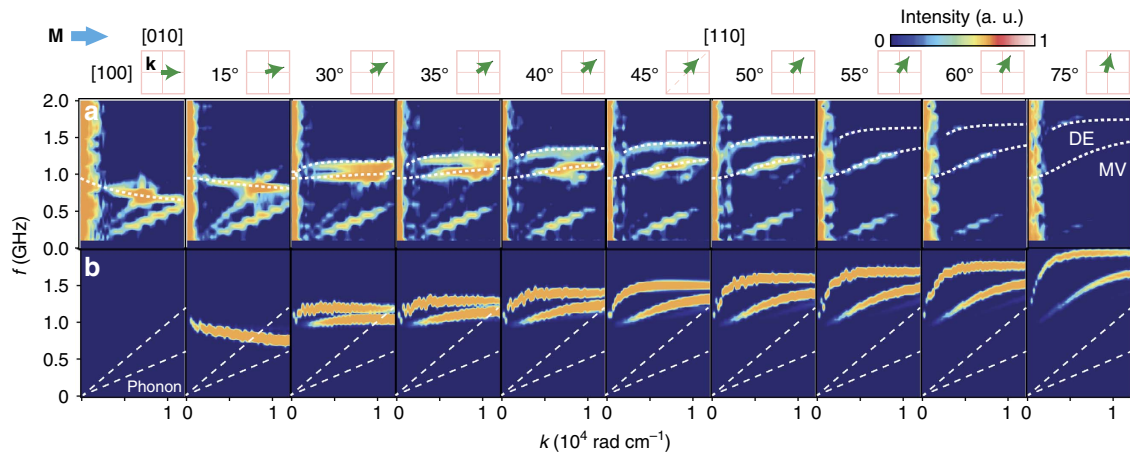 Intensity (a. u.)
M [010] [110] 0 1
[100] k 15° 30° 35° 40° 45° 50° 55° 60° 75°
a
2.0
1.5
1.0
0.5
0.0
DE
MV
f (GHz)
b
1.5
1.0
0.5
0
Phonon
1 0 1 0 1 0 1 0 1 0 1 0 1 0 1 0 1 0 1
k (10⁴ rad cm⁻¹)